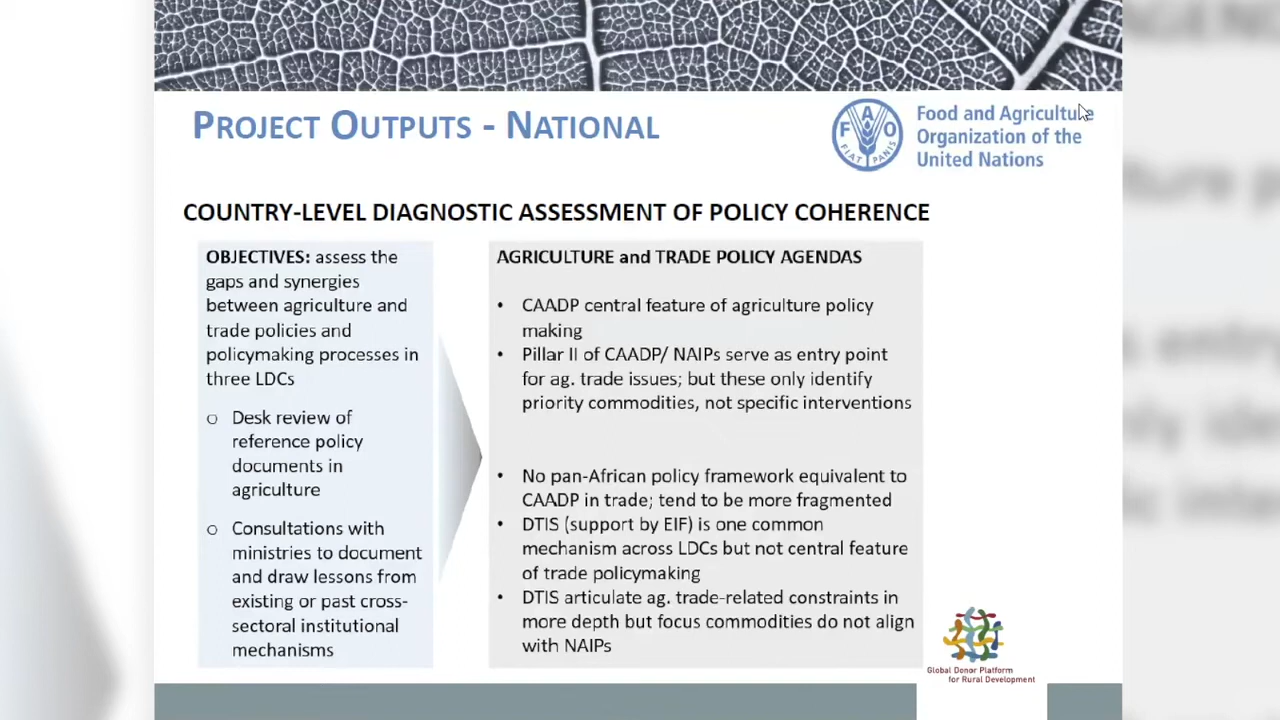 PROJECT OUTPUTS - NATIONAL
FAO
FIAT PANIS
Food and Agriculture
Organization of the
United Nations
COUNTRY-LEVEL DIAGNOSTIC ASSESSMENT OF POLICY COHERENCE
OBJECTIVES: assess the
gaps and synergies
between agriculture and
trade policies and
policymaking processes in
three LDCs
o Desk review of
reference policy
documents in
agriculture
o Consultations with
ministries to document
and draw lessons from
existing or past cross-
sectoral institutional
mechanisms
AGRICULTURE and TRADE POLICY AGENDAS
• CAADP central feature of agriculture policy
making
• Pillar II of CAADP/ NAIPs serve as entry point
for ag. trade issues; but these only identify
priority commodities, not specific interventions
• No pan-African policy framework equivalent to
CAADP in trade; tend to be more fragmented
• DTIS (support by EIF) is one common
mechanism across LDCs but not central feature
of trade policymaking
• DTIS articulate ag. trade-related constraints in
more depth but focus commodities do not align
with NAIPs
Global Donor Platform
for Rural Development